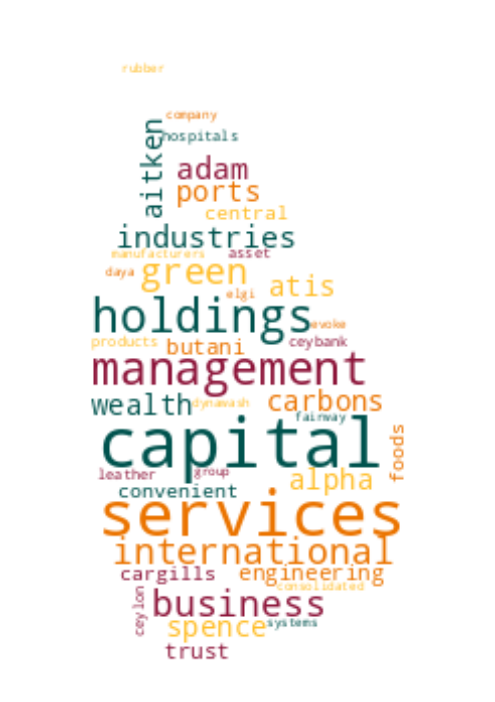 rubber
company
aitken
hospitals
adam
ports
central
industries
manufacturers
asset
daya
green
elgi
atis
holdings
evoke
products
butani
ceybank
management
wealth
dynawash
carbons
fairway
capital
foods
leather
group
alpha
convenient
services
international
cargills
engineering
consolidated
ceylon
business
spence
systems
trust